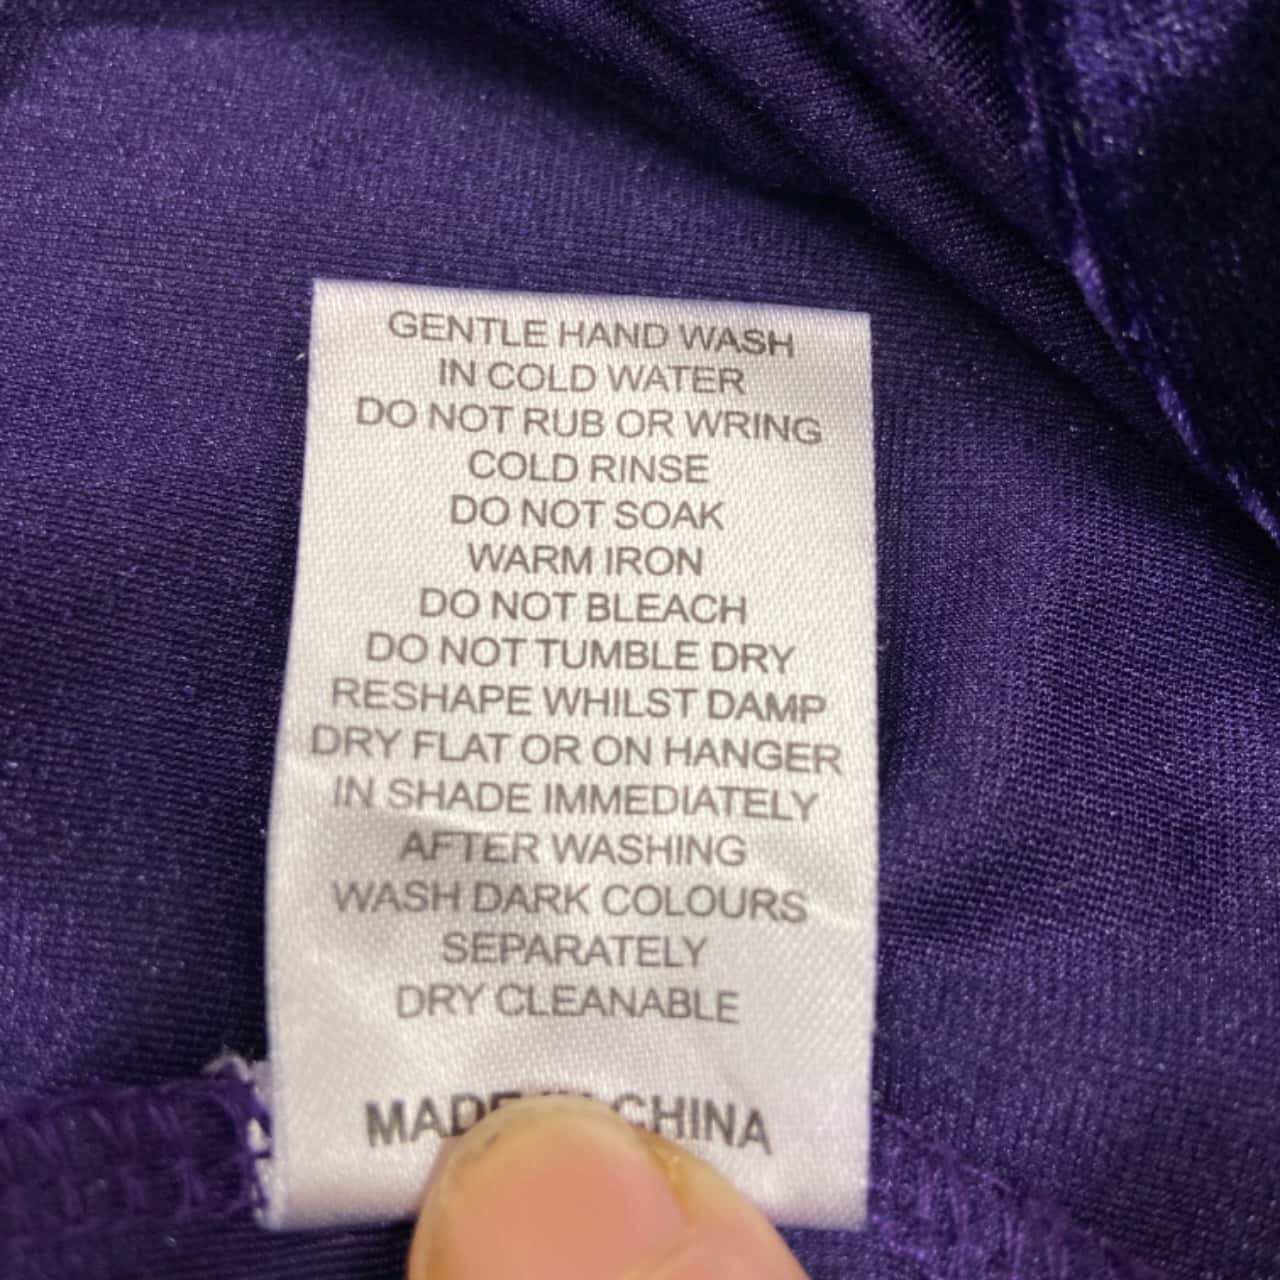 GENTLE HAND WASH
IN COLD WATER
DO NOT RUB OR WRING
COLD RINSE
DO NOT SOAK
WARM IRON
DO NOT BLEACH
DO NOT TUMBLE DRY
RESHAPE WHILST DAMP
DRY FLAT OR ON HANGER
IN SHADE IMMEDIATELY
AFTER WASHING
WASH DARK COLOURS
SEPARATELY
DRY CLEANABLE
MADE IN CHINA